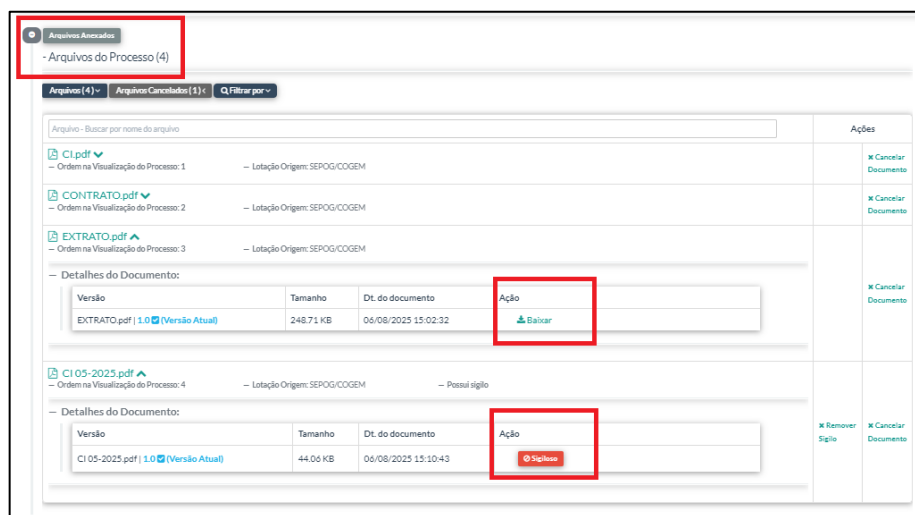 Arquivos Anexados
- Arquivos do Processo (4)
Arquivos ( 4 ) Arquivos Cancelados ( 1 ) Filtrar por
Arquivo - Buscar por nome do arquivo Ações
CI.pdf
— Ordem na Visualização do Processo: 1 — Lotação Origem: SEPOG/COGEM
Cancelar
Documento
CONTRATO.pdf
— Ordem na Visualização do Processo: 2 — Lotação Origem: SEPOG/COGEM
Cancelar
Documento
EXTRATO.pdf
— Ordem na Visualização do Processo: 3 — Lotação Origem: SEPOG/COGEM
— Detalhes do Documento:
Versão Tamanho Dt. do documento Ação
EXTRATO.pdf | 1.0 (Versão Atual) 248.71 KB 06/08/2025 15:02:32 Baixar
Cancelar
Documento
CI 05-2025.pdf
— Ordem na Visualização do Processo: 4 — Lotação Origem: SEPOG/COGEM — Possui sigilo
— Detalhes do Documento:
Versão Tamanho Dt. do documento Ação
CI 05-2025.pdf | 1.0 (Versão Atual) 44.06 KB 06/08/2025 15:10:43 Sigiloso
Remover
Sigilo
Cancelar
Documento